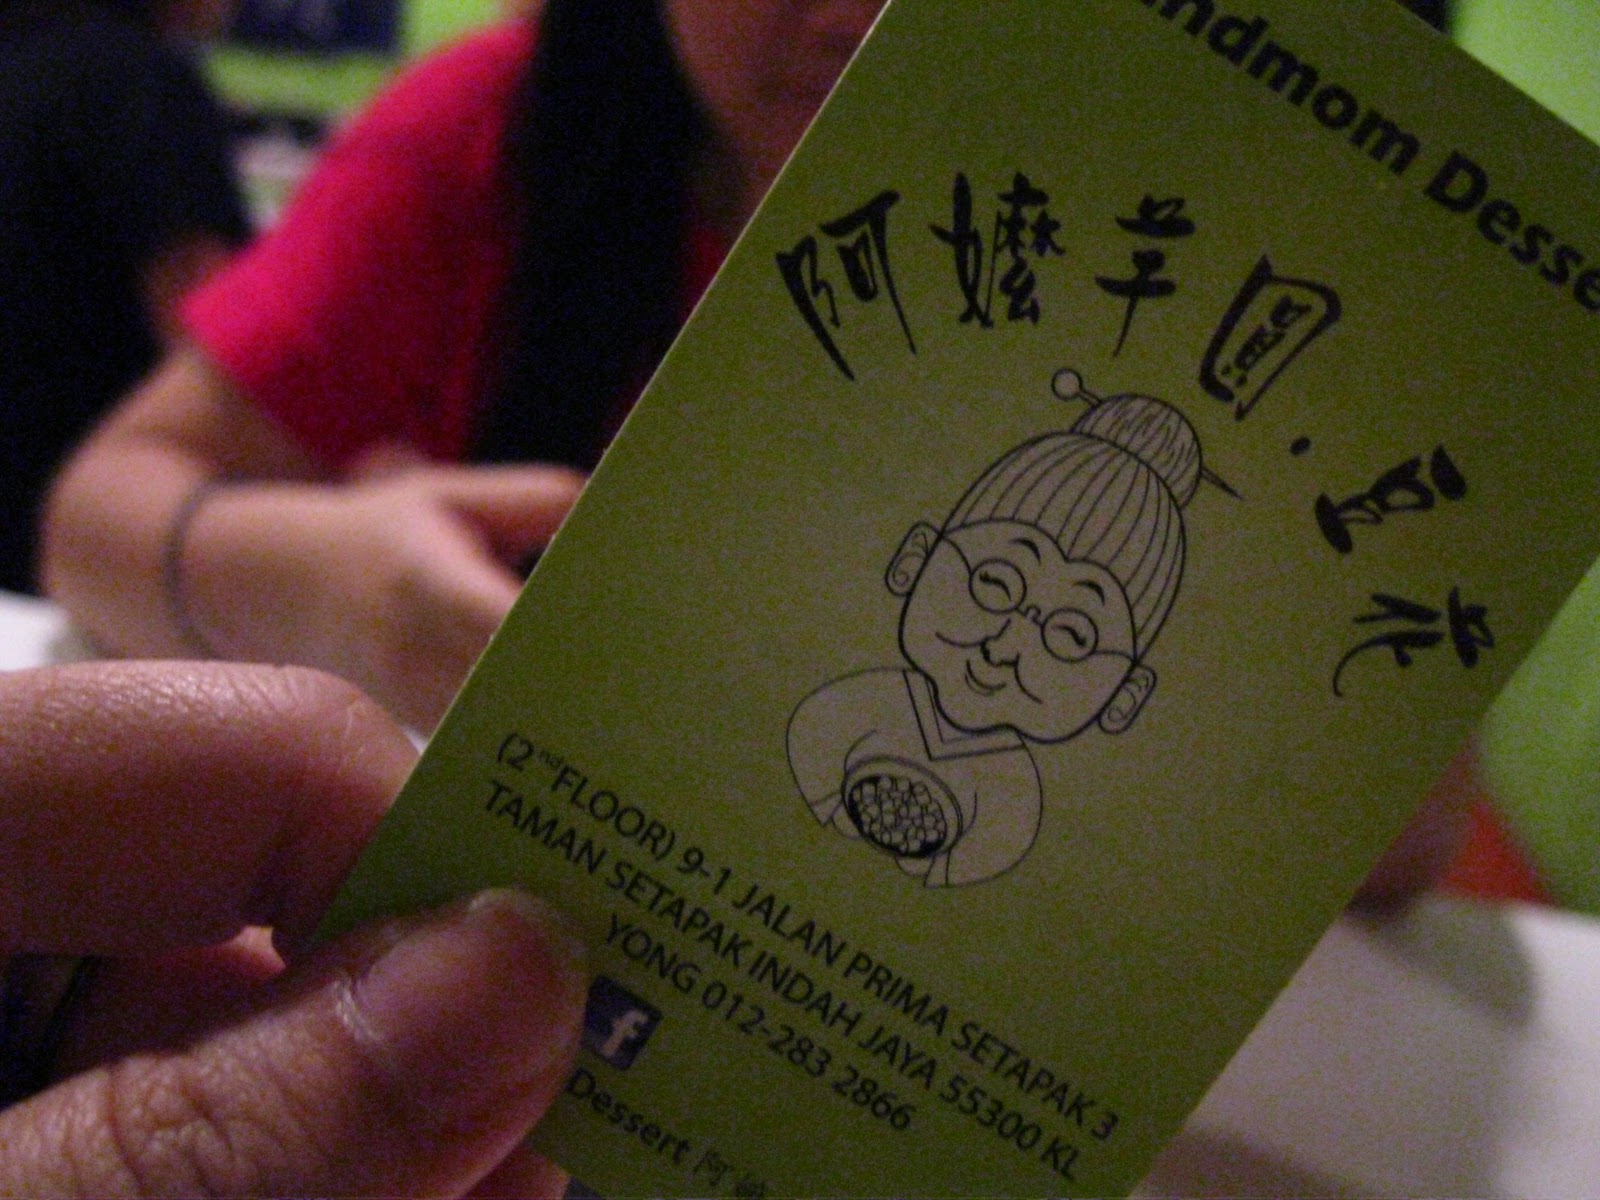 ndmom Desse
阿嬤芋圓·豆花
(2nd FLOOR) 9-1 JALAN PRIMA SETAPAK 3
TAMAN SETAPAK INDAH JAYA 55300 KL
YONG 012-283 2866
f
Dessert 阿